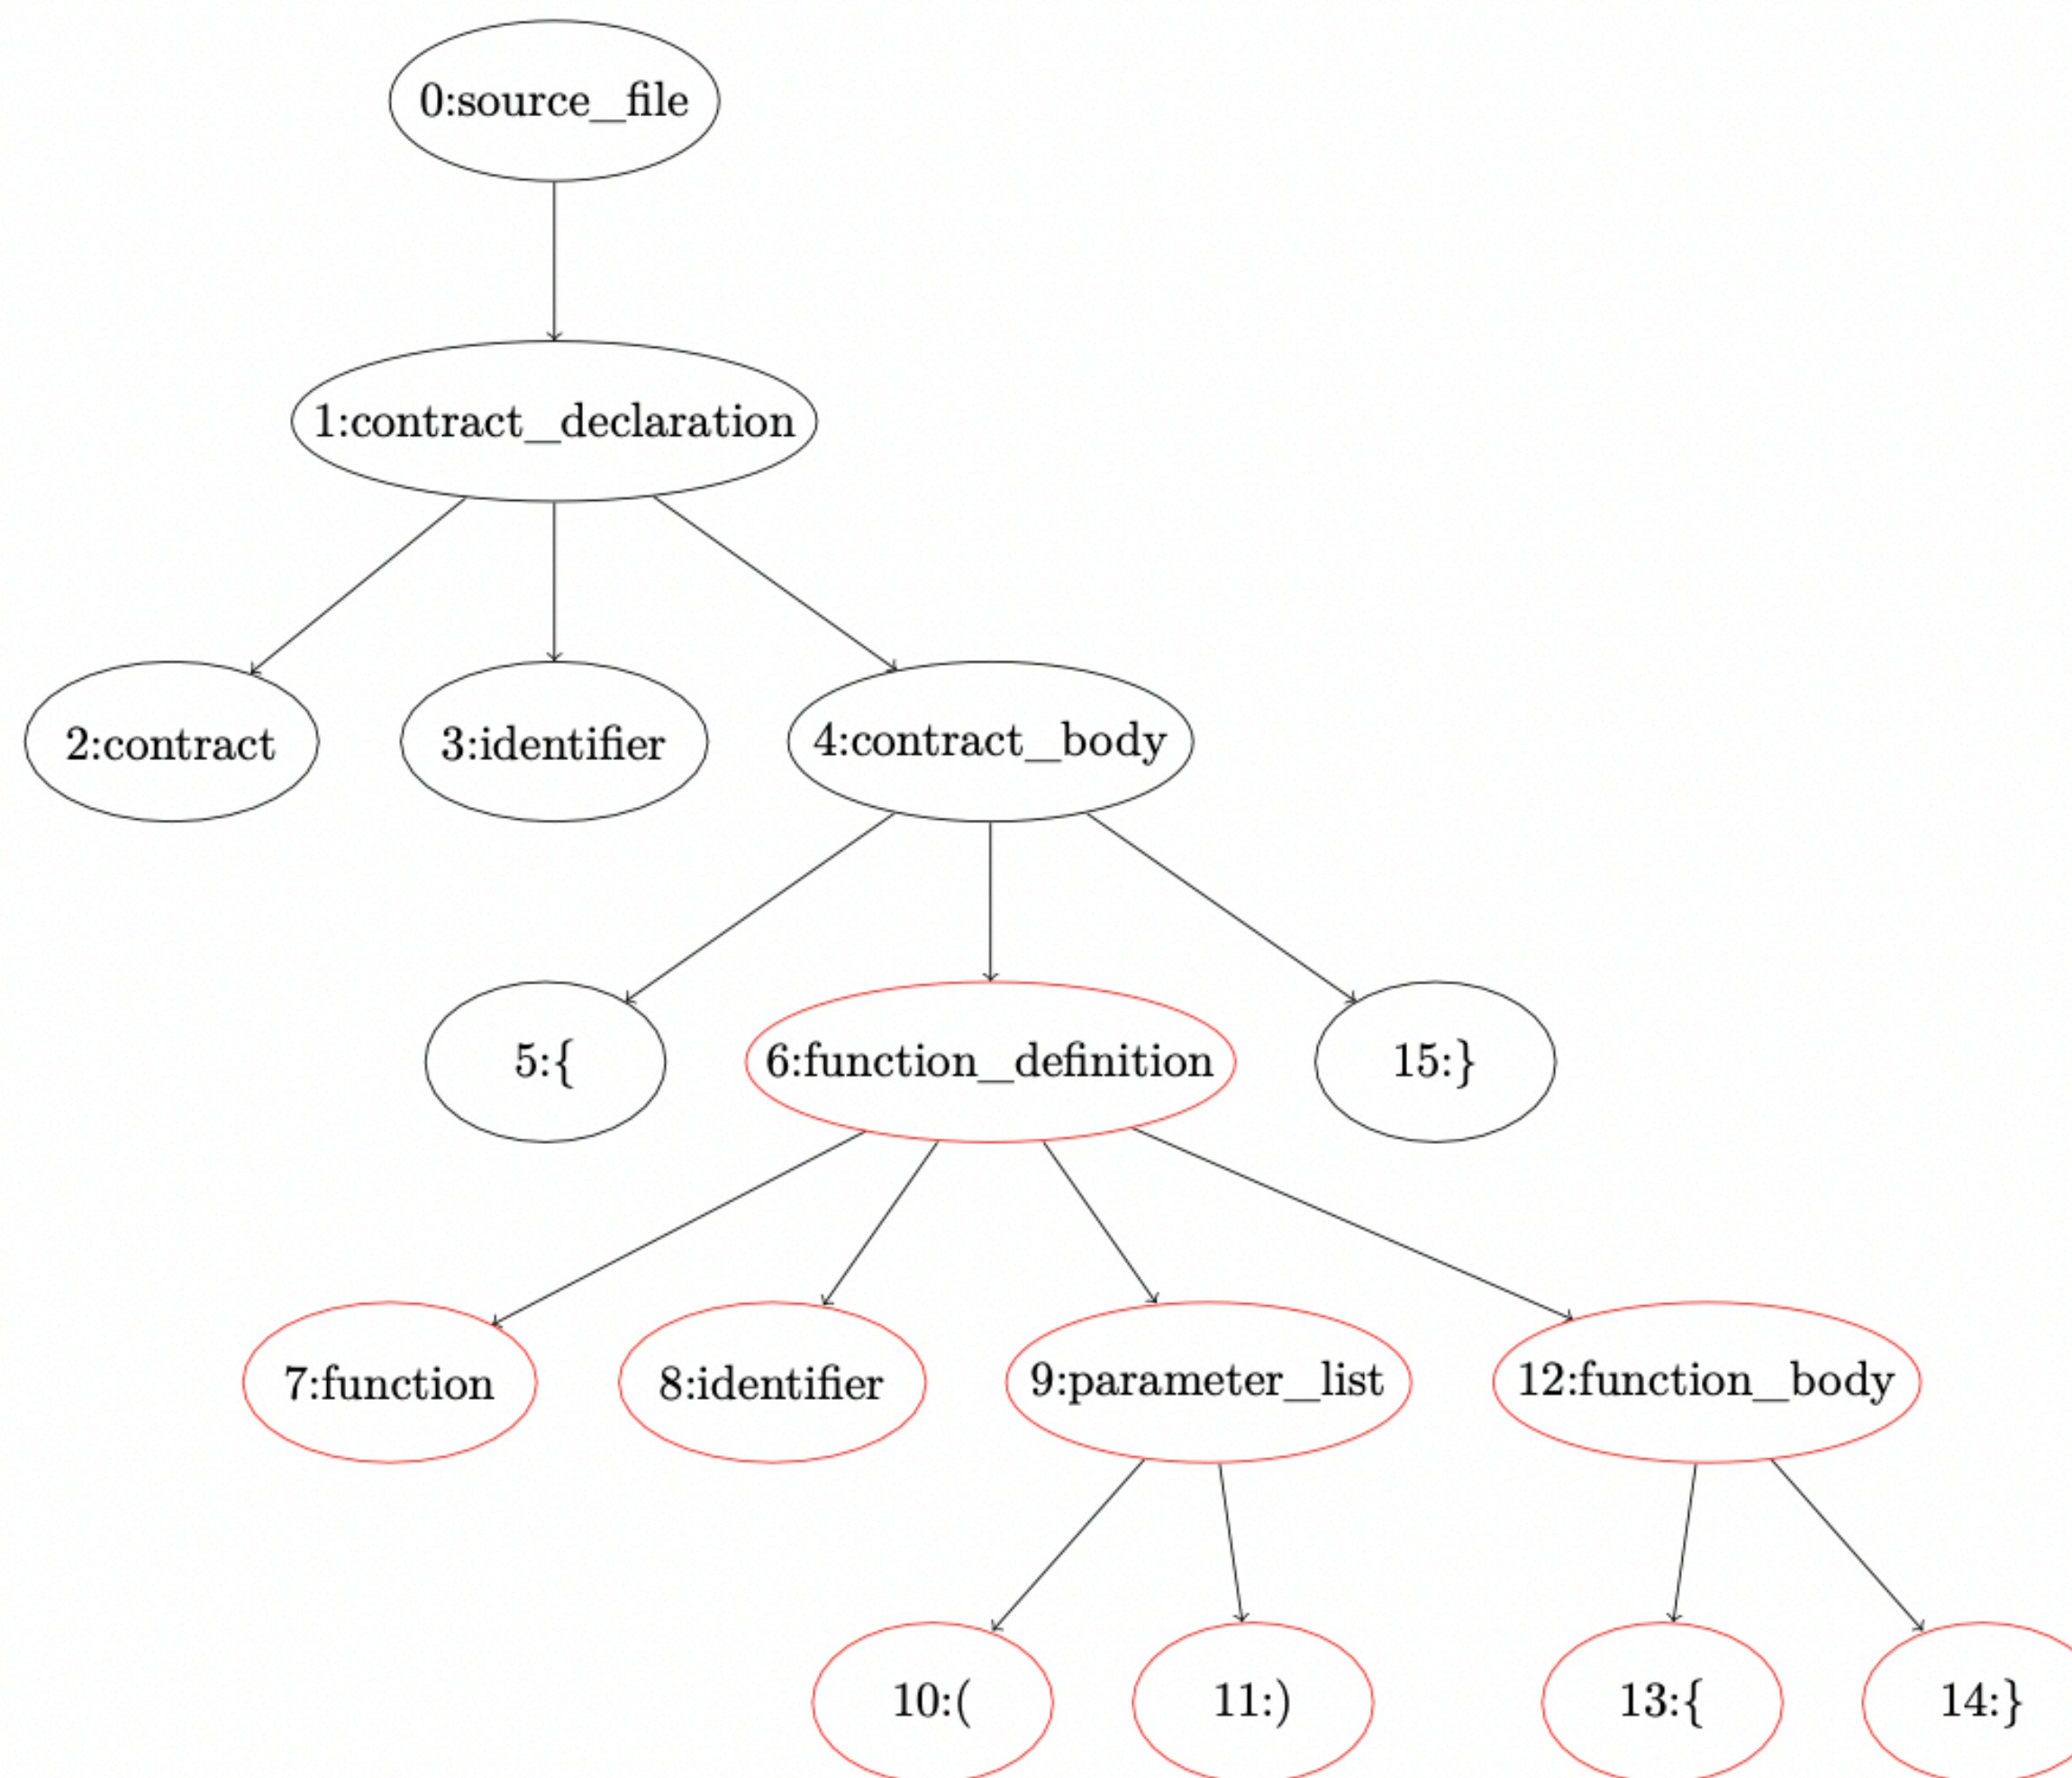 0:source_file
1:contract_declaration
2:contract
3:identifier
4:contract_body
5:{
6:function_definition
15:}
7:function
8:identifier
9:parameter_list
12:function_body
10:(
11:)
13:{
14:}